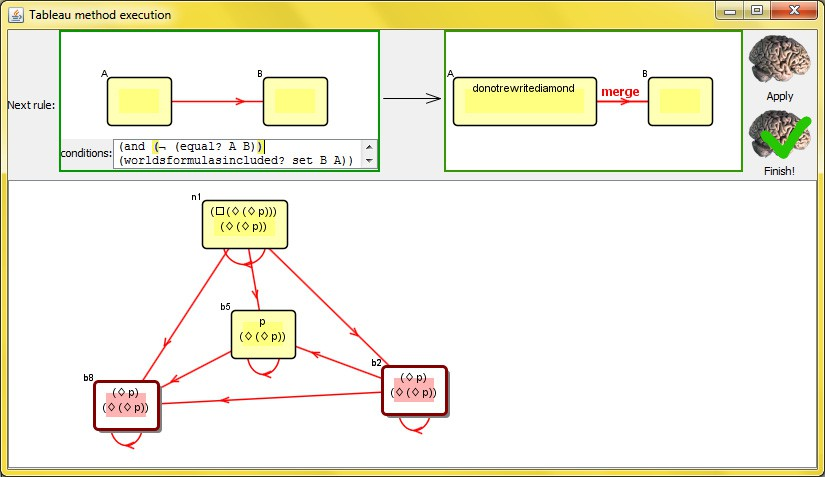 Tableau method execution
Next rule:
A
B
conditions:
(and (¬ (equal? A B))
(worldsformulasincluded? set B A))
A
donotrewritediamond
merge
B
Apply
Finish!
n1
(□(◊(◊p)))
(◊(◊p))
b5
p
(◊(◊p))
b8
(◊p)
(◊(◊p))
b2
(◊p)
(◊(◊p))